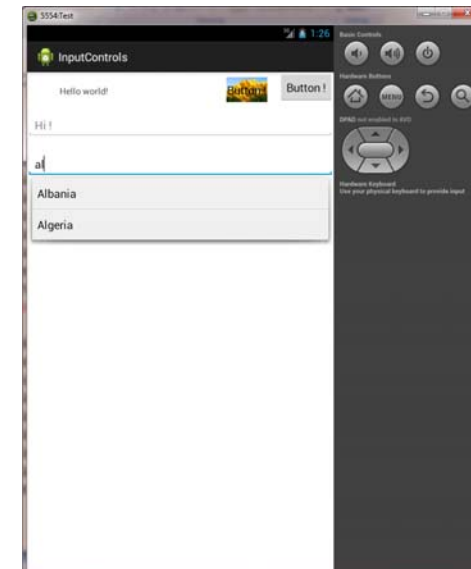 5554:Test
1:26
InputControls
Hello world!
Button !
Button !
Hi !
al
Albania
Algeria
Basic Controls
Hardware Buttons
MENU
DPAD not enabled in AVD
Hardware Keyboard
Use your physical keyboard to provide input